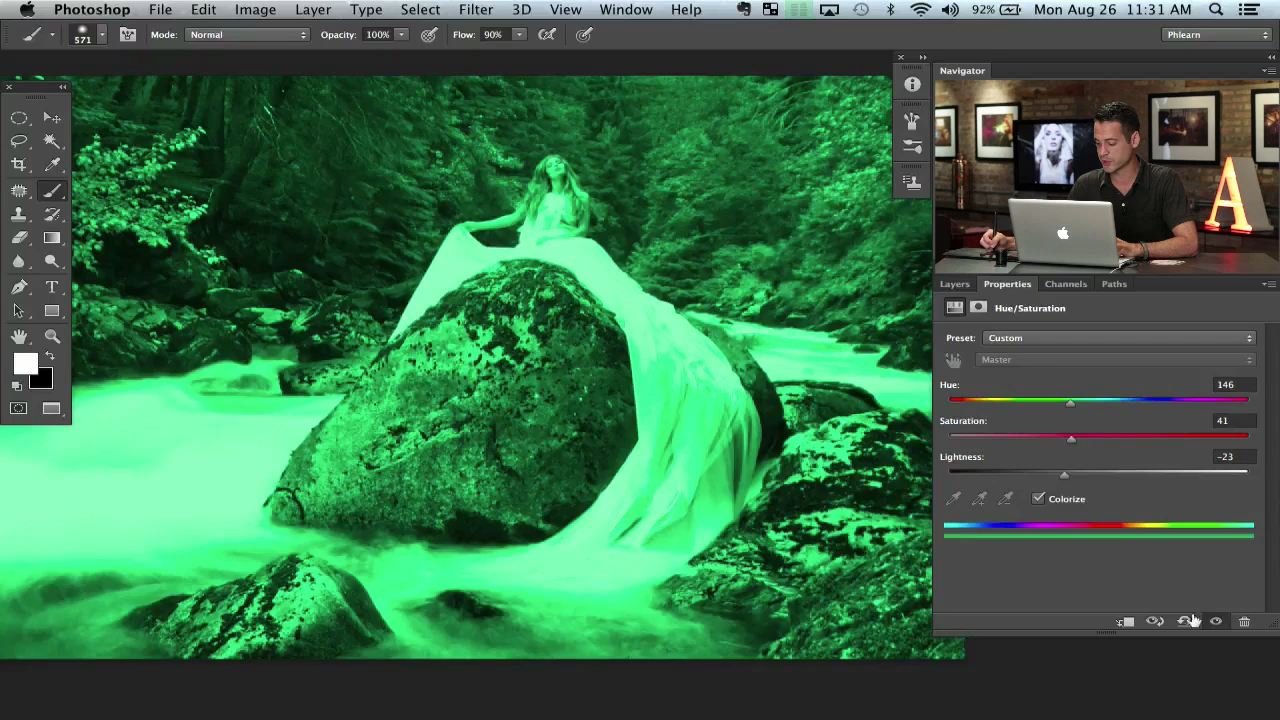 Photoshop File Edit Image Layer Type Select Filter 3D View Window Help 92% Mon Aug 26 11:31 AM
571 Mode: Normal Opacity: 100% Flow: 90% Phlearn
Navigator
A
Layers Properties Channels Paths
Hue/Saturation
Preset: Custom
Master
Hue: 146
Saturation: 41
Lightness: -23
Colorize
T